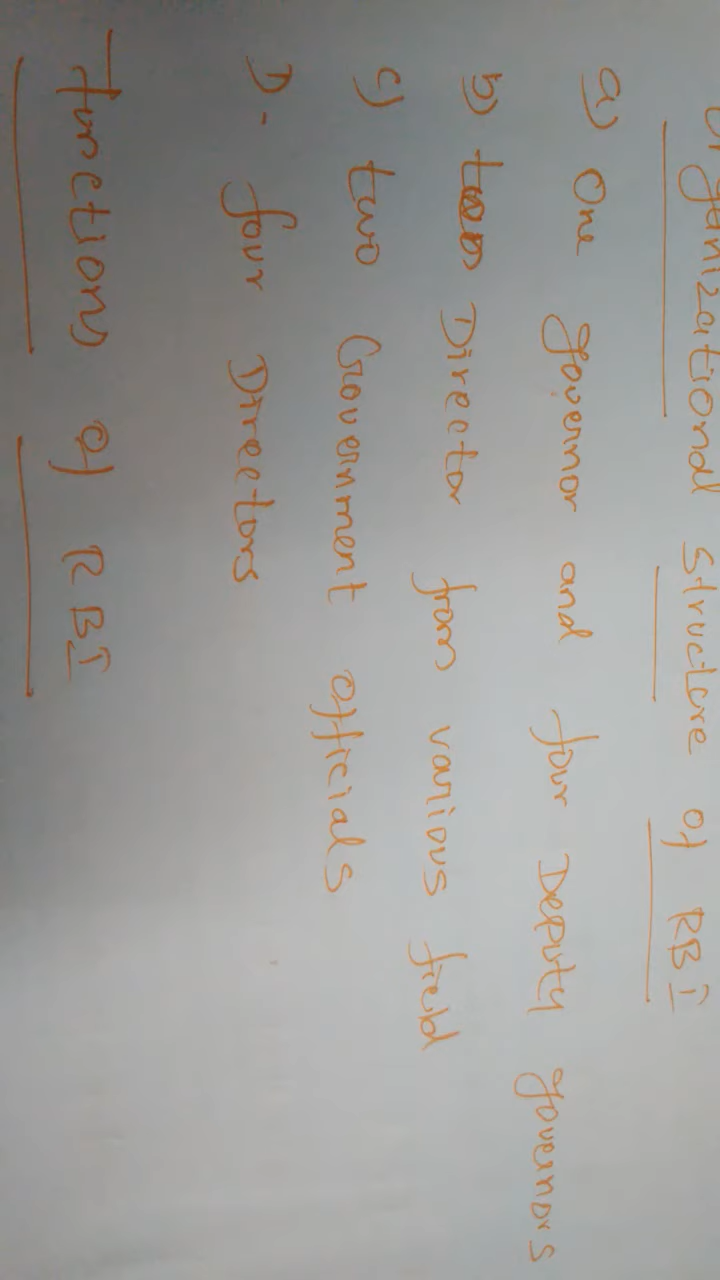 Organizational Structure of RBI
a) One governor and four Deputy governors
b) Director from various field
c) two Government officials
D. four Directors
Functions of RBI